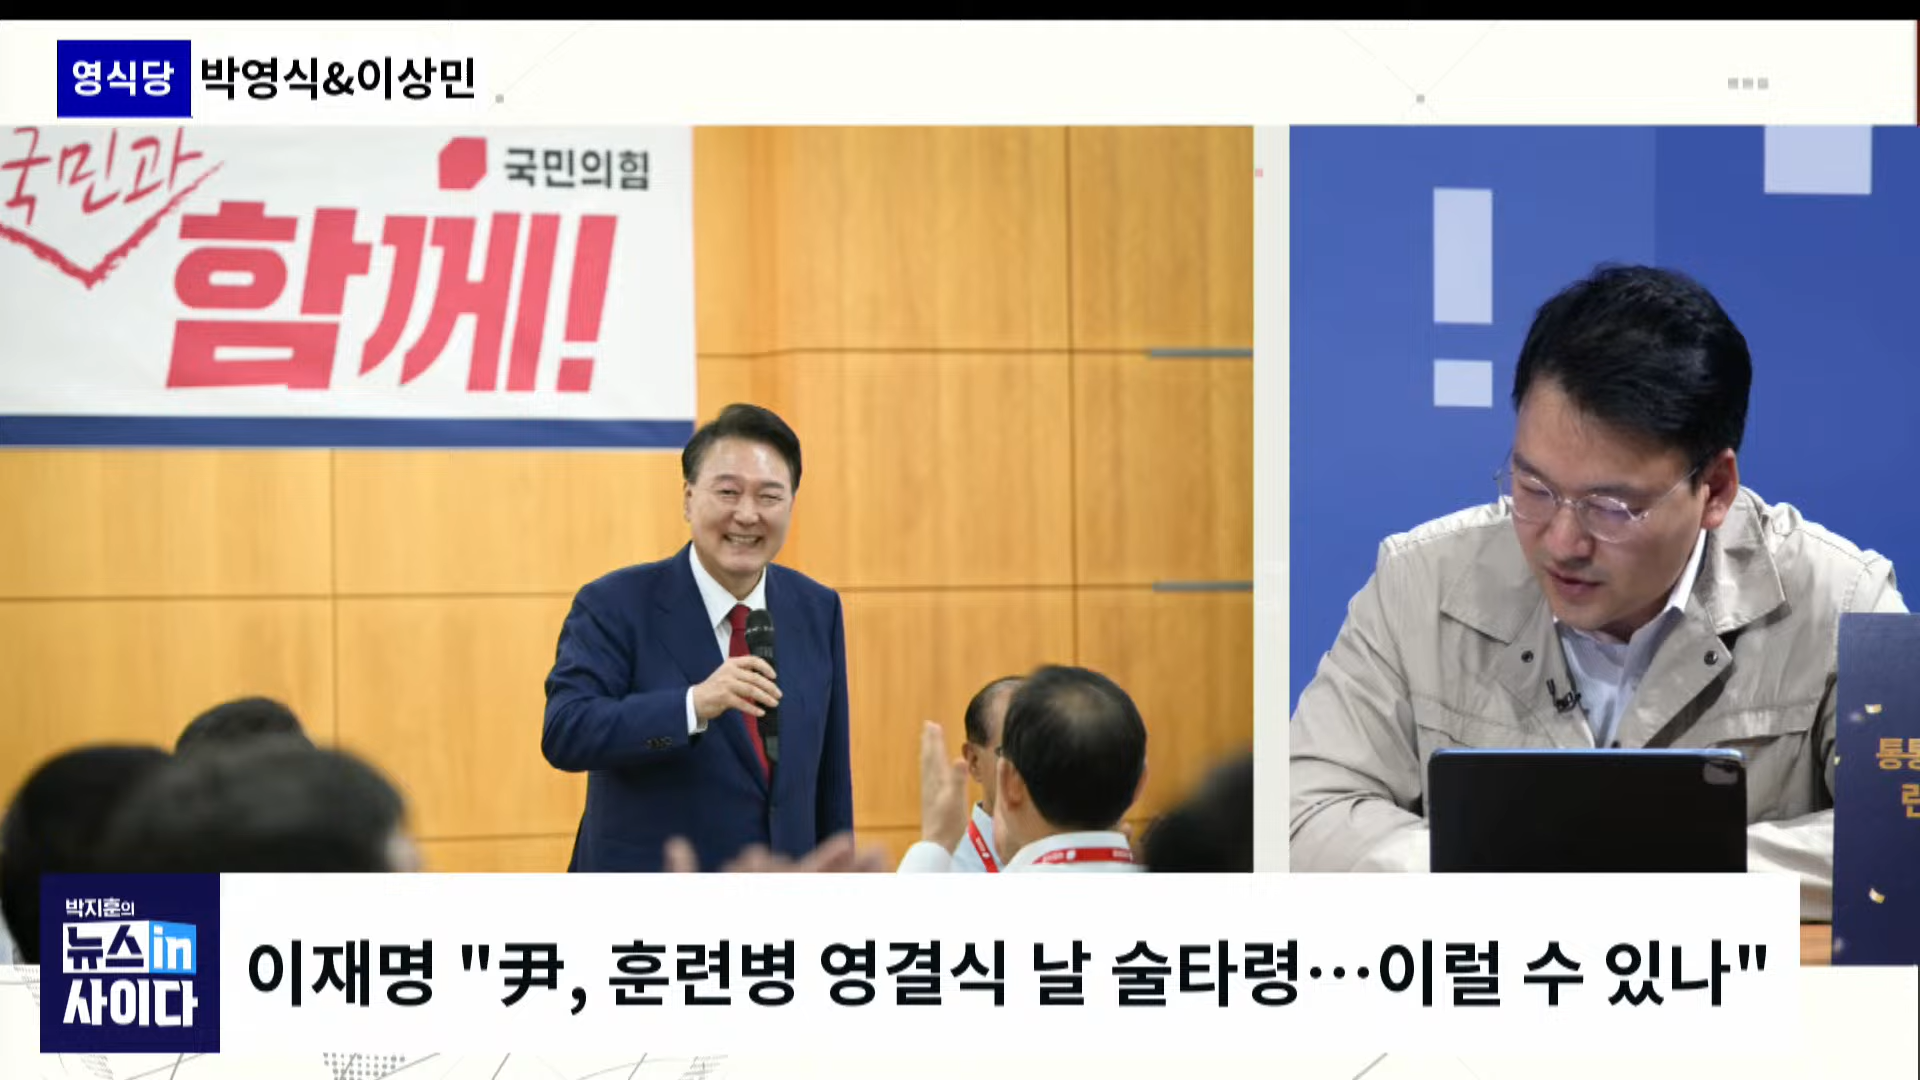 영식당 박영식&이상민
국민과
함께!
국민의힘
박지훈의
뉴스in
사이다
이재명 "尹, 훈련병 영결식 날 술타령…이럴 수 있나"